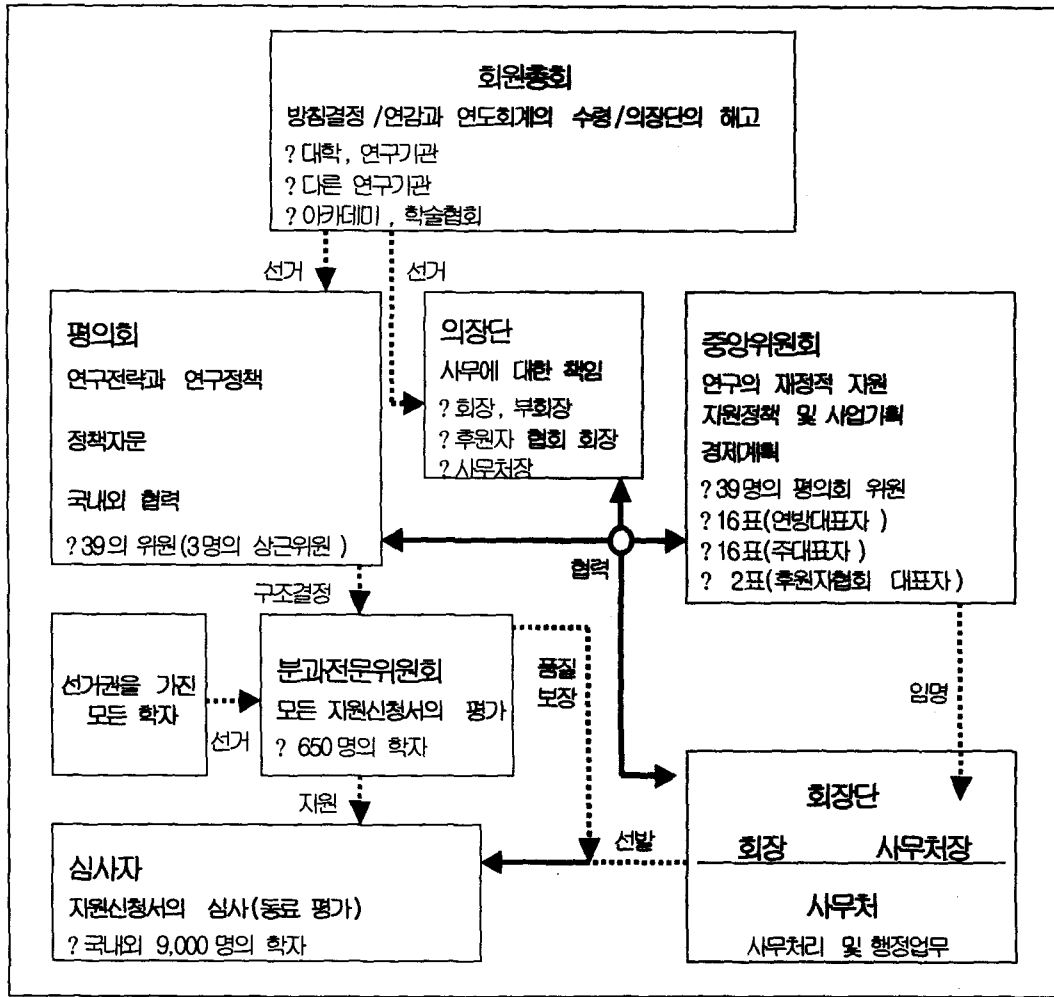 회원총회
방침결정 /연감과 연도회계의 수령/의장단의 해고
? 대학, 연구기관
? 다른 연구기관
? 아카데미, 학술협회
선거
선거
평의회
연구전략과 연구정책
정책자문
국내외 협력
? 39의 위원(3명의 상근위원 )
의장단
사무에 대한 책임
? 회장, 부회장
? 후원자 협회 회장
? 사무처장
중앙위원회
연구의 재정적 지원
지원정책 및 사업기획
경제계획
? 39명의 평의회 위원
? 16표(연방대표자 )
? 16표(주대표자 )
? 2표(후원자협회 대표자 )
협력
구조결정
선거권을 가진
모든 학자
선거
분과전문위원회
모든 지원신청서의 평가
? 650명의 학자
품질
보장
임명
지원
심사자
지원신청서의 심사(동료 평가)
? 국내외 9,000명의 학자
선발
회장단
회장 사무처장
사무처
사무처리 및 행정업무